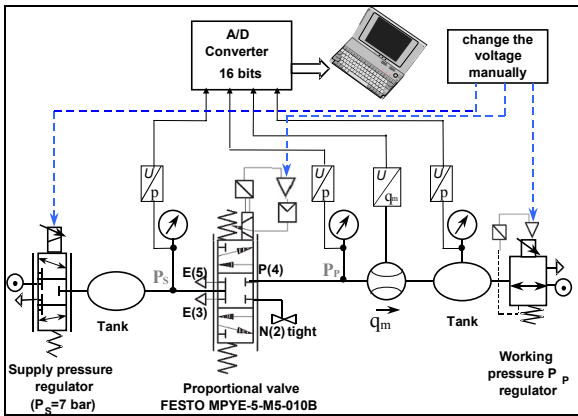 A/D
Converter
16 bits
change the
voltage
manually
U
p
U
p
U
qm
U
p
PS
E(5)
P(4)
PP
E(3)
N(2) tight
Tank
qm
Tank
Supply pressure
regulator
(PS=7 bar)
Proportional valve
FESTO MPYE-5-M5-010B
Working
pressure PP
regulator